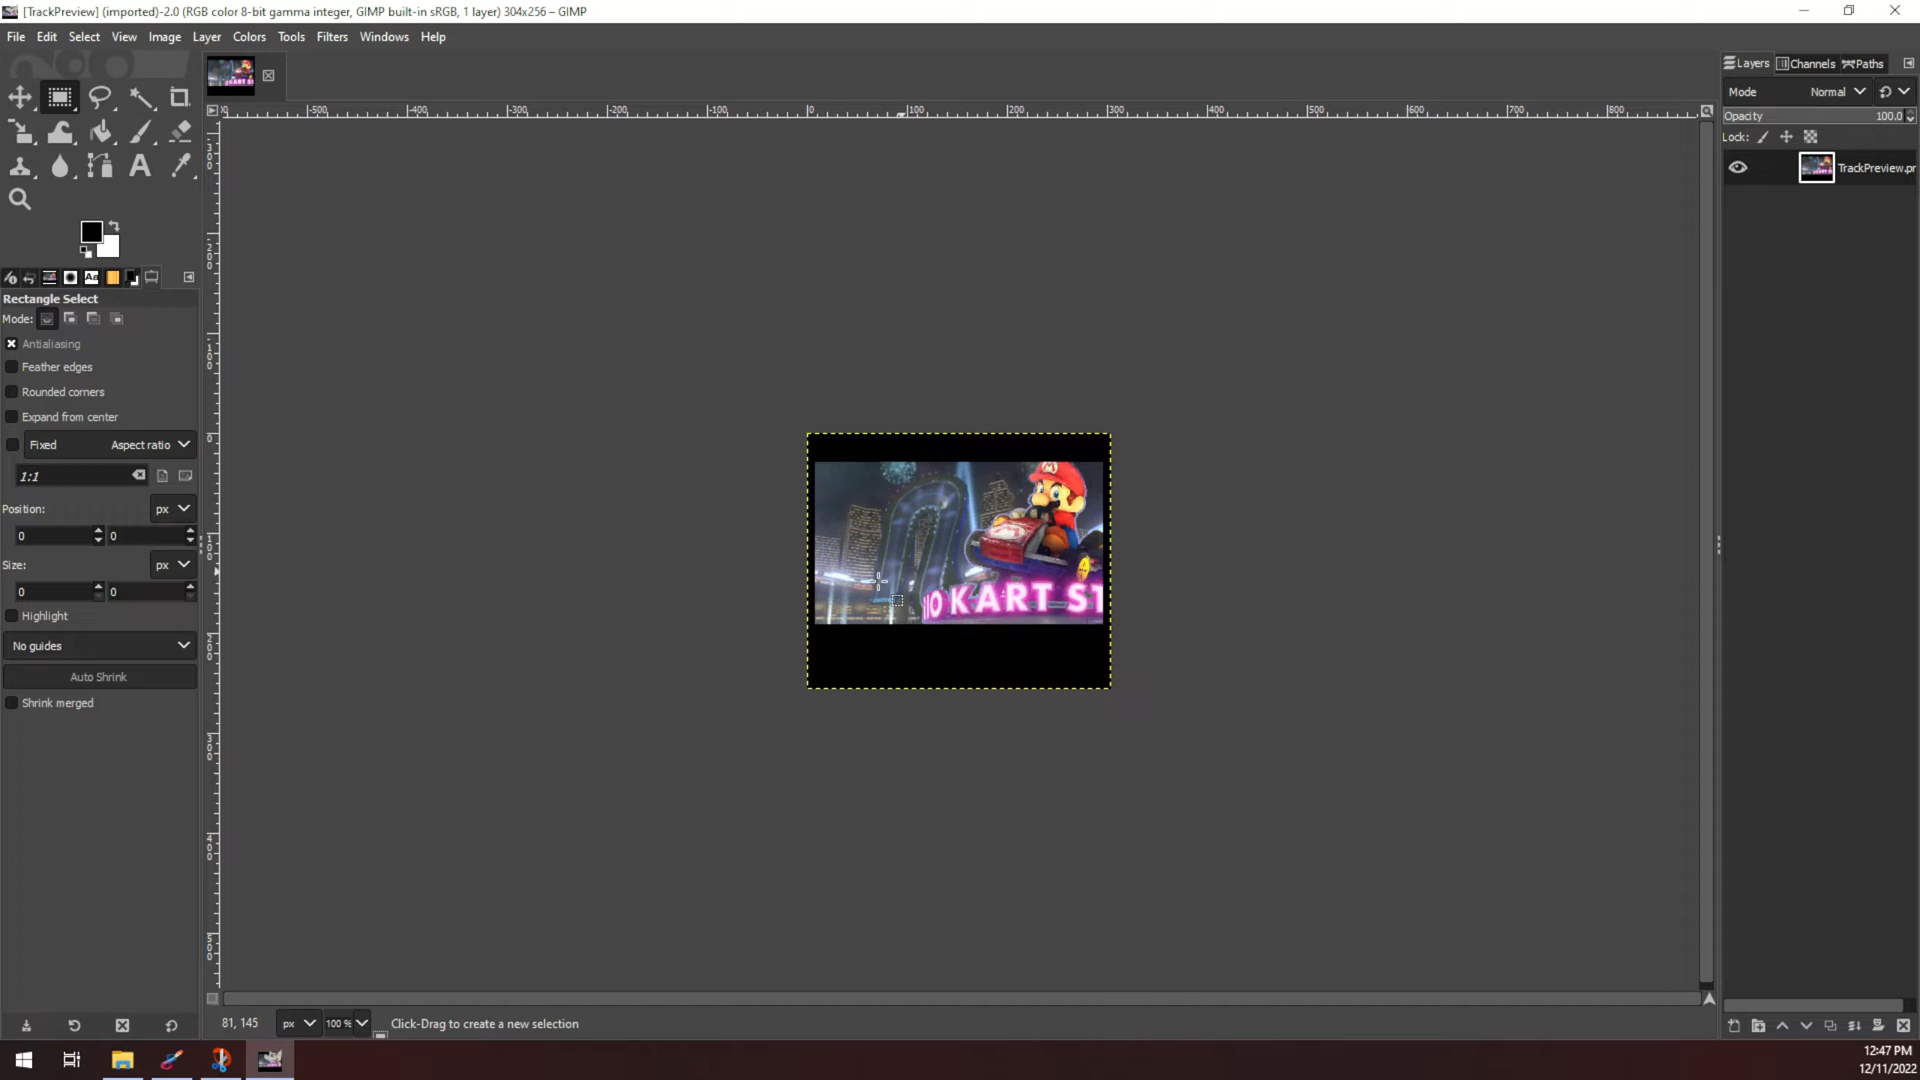 [TrackPreview] (imported)-2.0 (RGB color 8-bit gamma integer, GIMP built-in sRGB, 1 layer) 304x256 – GIMP
File Edit Select View Image Layer Colors Tools Filters Windows Help
Layers Channels Paths
Mode Normal
Opacity 100.0
Lock:
TrackPreview.pr
-500 -400 -300 -200 -100 0 100 200 300 400 500 600 700 800
Rectangle Select
Mode:
Antialiasing
Feather edges
Rounded corners
Expand from center
Fixed Aspect ratio
1:1
Position: px
0 0
Size: px
0 0
Highlight
No guides
Auto Shrink
Shrink merged
M
IO KART ST
81, 145 px 100 % Click-Drag to create a new selection
12:47 PM
12/11/2022